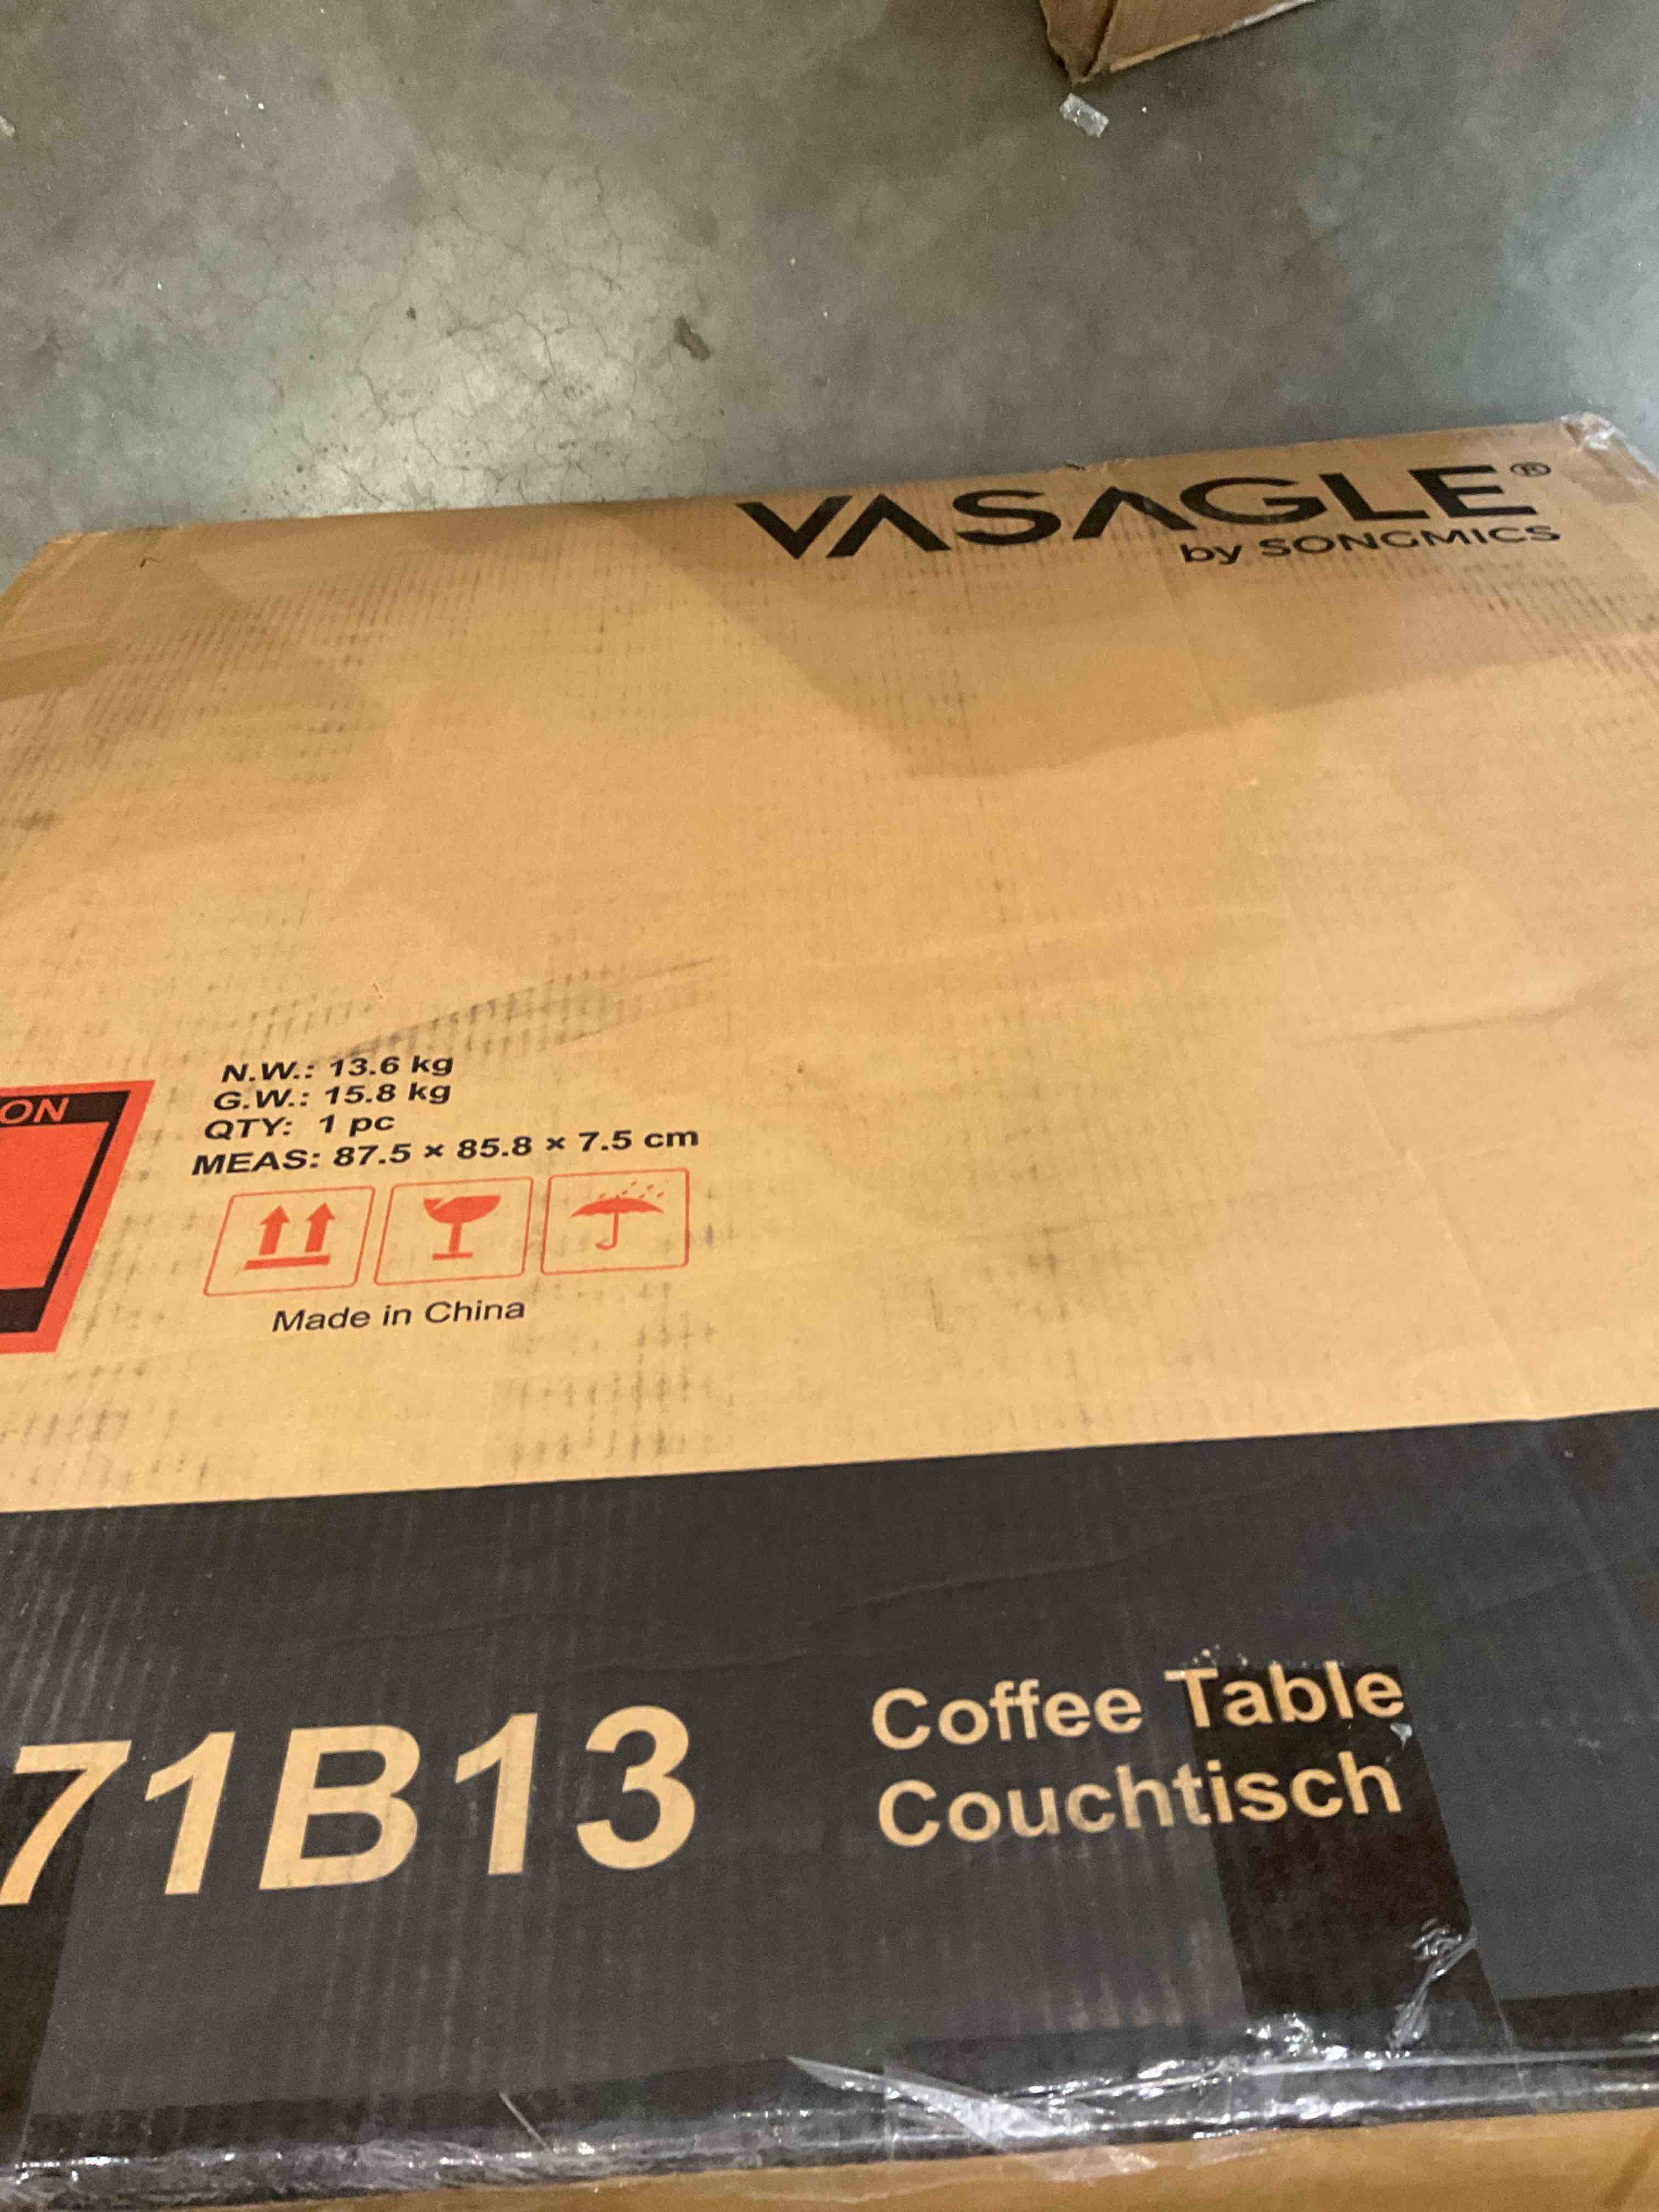 VASAGLE®
by SONGMICS
ON
N.W.: 13.6 kg
G.W.: 15.8 kg
QTY: 1 pc
MEAS: 87.5 × 85.8 × 7.5 cm
Made in China
71B13
Coffee Table
Couchtisch